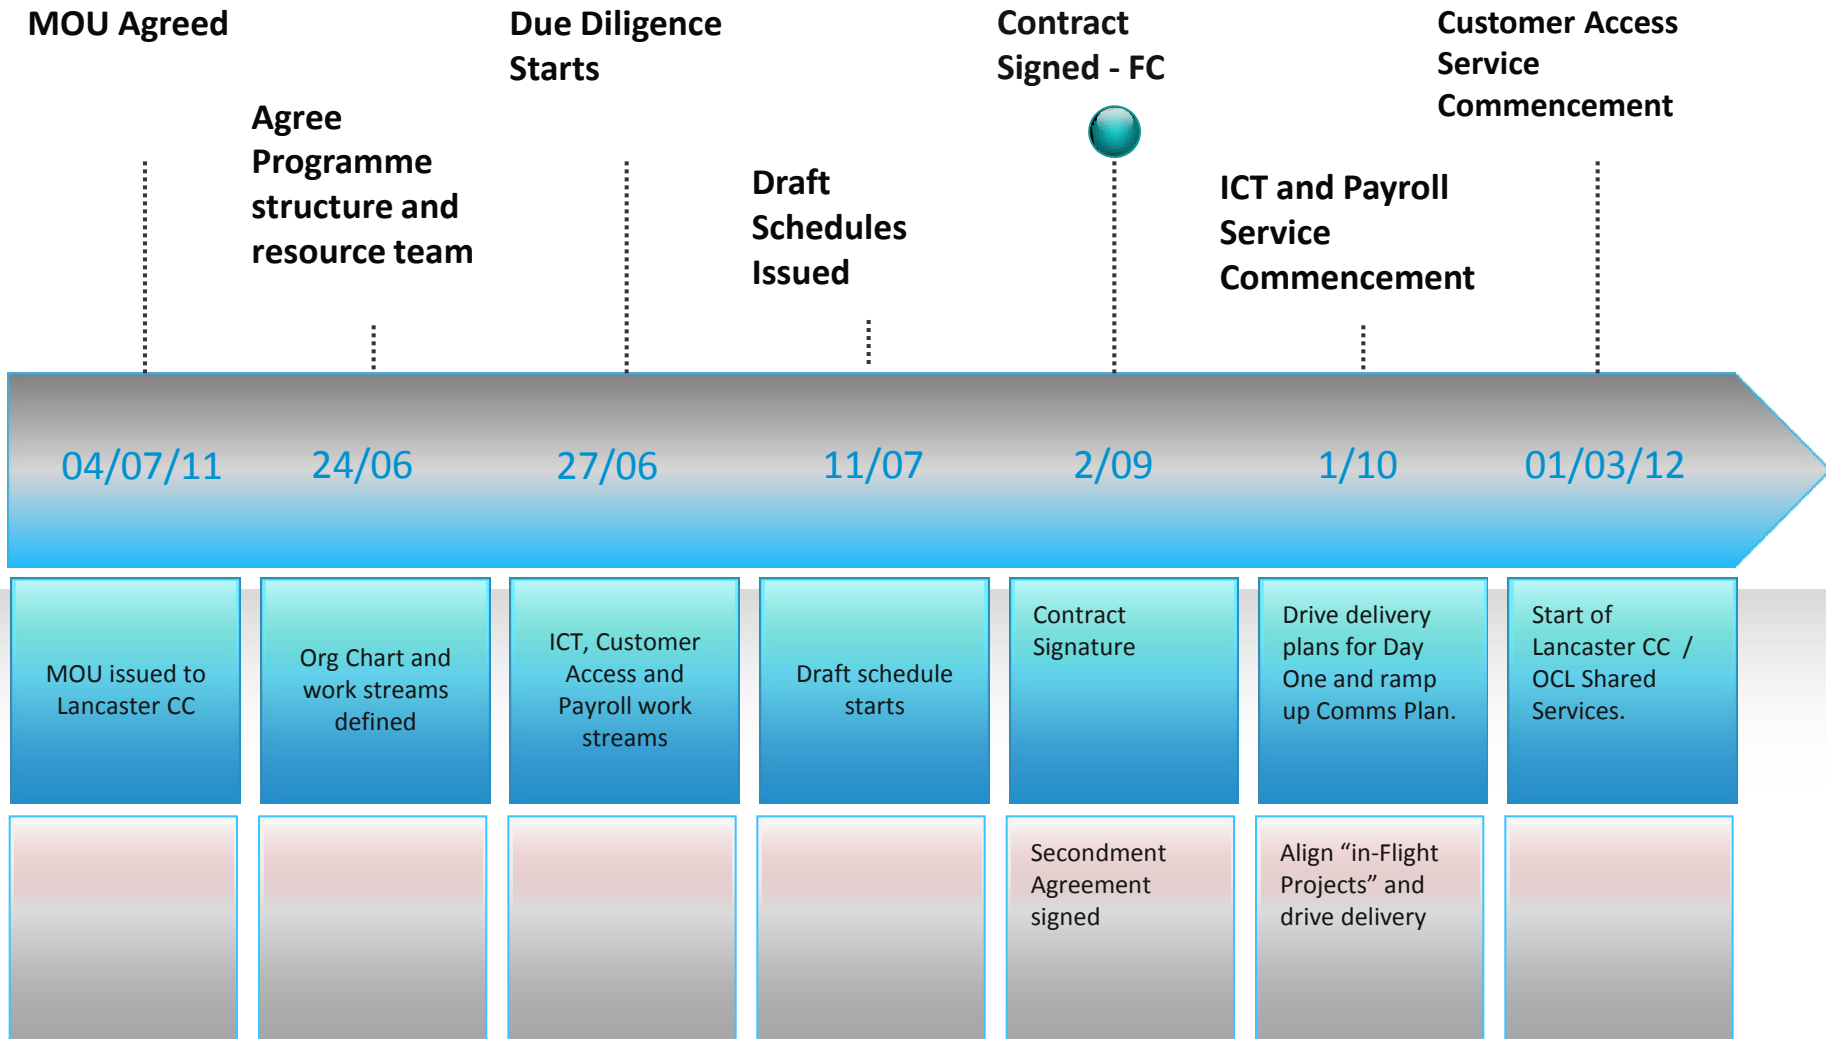 MOU Agreed
Agree
Programme
structure and
resource team
Due Diligence
Starts
Draft
Schedules
Issued
Contract
Signed - FC
ICT and Payroll
Service
Commencement
Customer Access
Service
Commencement
04/07/11
24/06
27/06
11/07
2/09
1/10
01/03/12
MOU issued to
Lancaster CC
Org Chart and
work streams
defined
ICT, Customer
Access and
Payroll work
streams
Draft schedule
starts
Contract
Signature
Drive delivery
plans for Day
One and ramp
up Comms Plan.
Start of
Lancaster CC /
OCL Shared
Services.
Secondment
Agreement
signed
Align “in-Flight
Projects” and
drive delivery